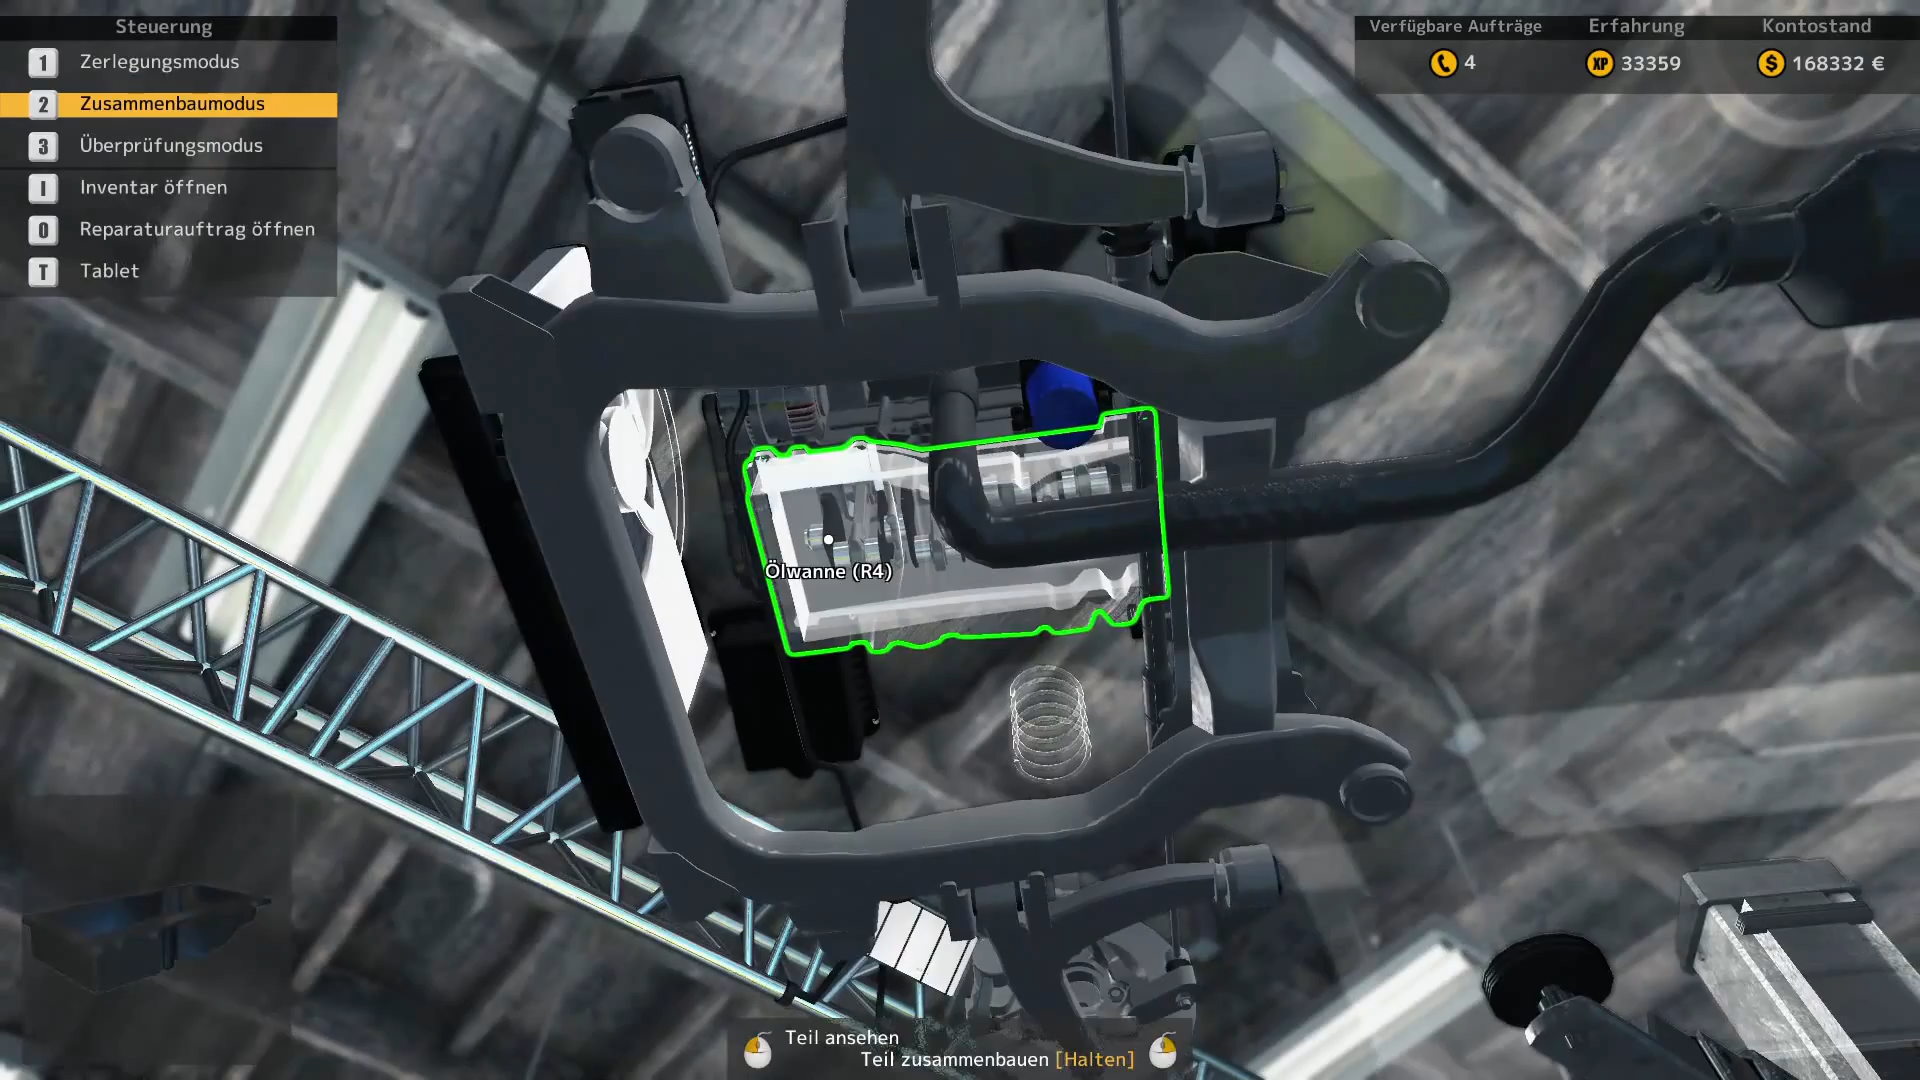 Steuerung
1 Zerlegungsmodus
2 Zusammenbaumodus
3 Überprüfungsmodus
I Inventar öffnen
O Reparaturauftrag öffnen
T Tablet
Verfügbare Aufträge Erfahrung Kontostand
4 XP 33359 $ 168332 €
Ölwanne (R4)
Teil ansehen
Teil zusammenbauen [Halten]